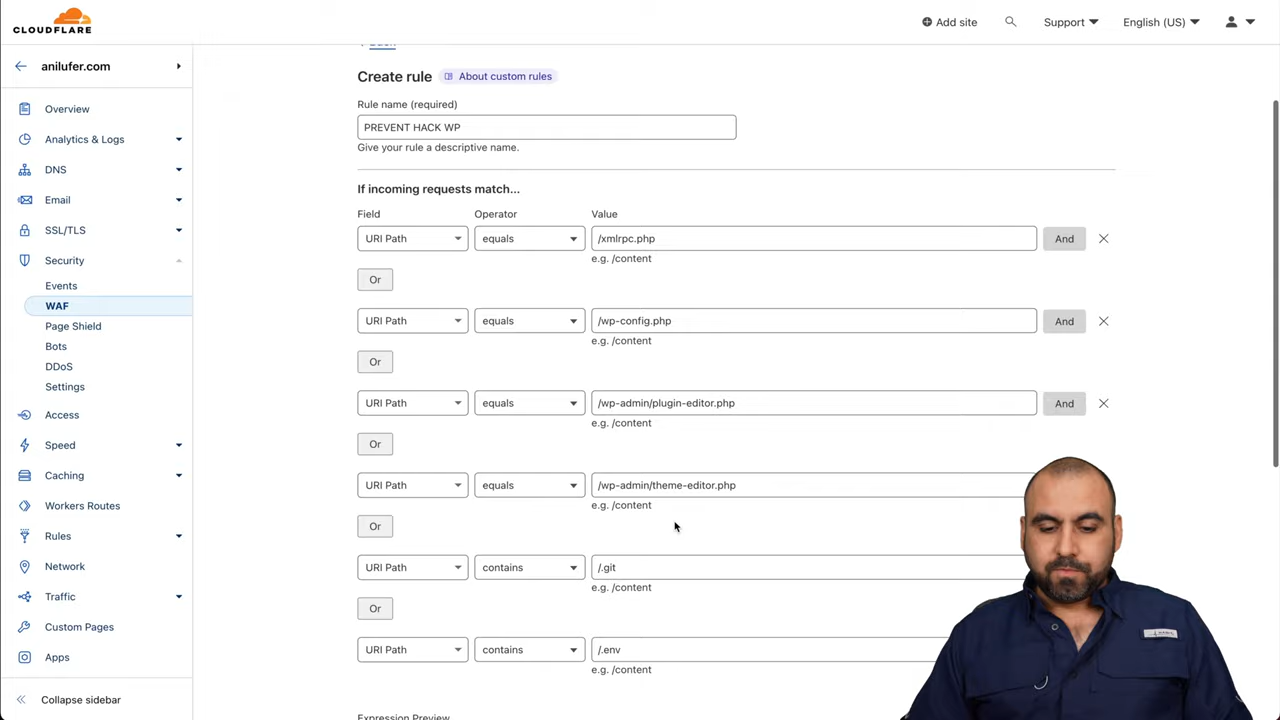 CLOUDFLARE
Add site
Support
English (US)
anilufer.com
Overview
Analytics & Logs
DNS
Email
SSL/TLS
Security
Events
WAF
Page Shield
Bots
DDoS
Settings
Access
Speed
Caching
Workers Routes
Rules
Network
Traffic
Custom Pages
Apps
Collapse sidebar
Back
Create rule About custom rules
Rule name (required)
PREVENT HACK WP
Give your rule a descriptive name.
If incoming requests match...
Field Operator Value
URI Path equals /xmlrpc.php And
e.g. /content
Or
URI Path equals /wp-config.php And
e.g. /content
Or
URI Path equals /wp-admin/plugin-editor.php And
e.g. /content
Or
URI Path equals /wp-admin/theme-editor.php
e.g. /content
Or
URI Path contains /.git
e.g. /content
Or
URI Path contains /.env
e.g. /content
Expression Preview